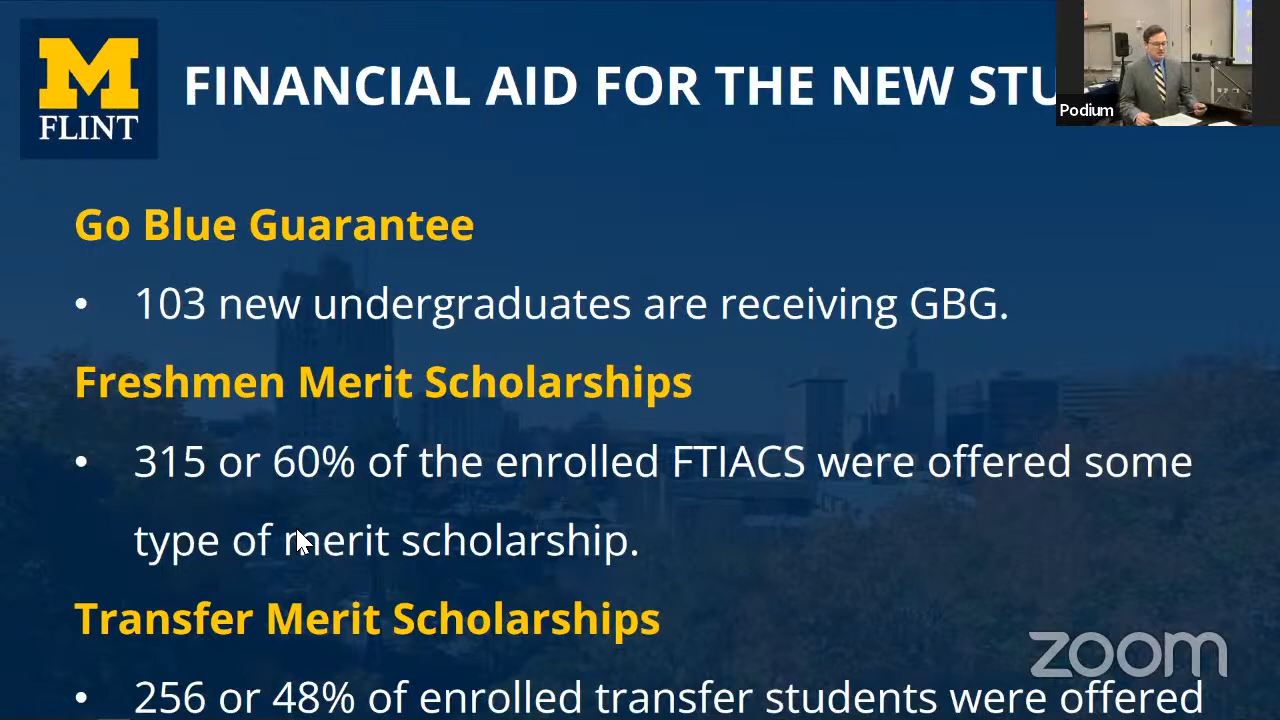 M
FLINT
FINANCIAL AID FOR THE NEW STU
Podium
Go Blue Guarantee
• 103 new undergraduates are receiving GBG.
Freshmen Merit Scholarships
• 315 or 60% of the enrolled FTIACS were offered some
type of merit scholarship.
Transfer Merit Scholarships
zoom
• 256 or 48% of enrolled transfer students were offered